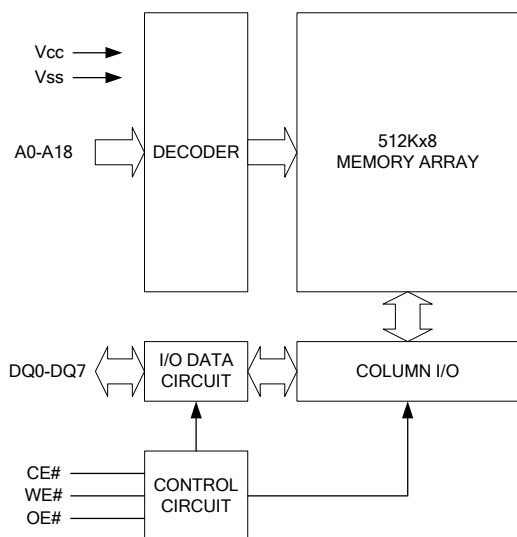 Vcc
Vss
A0-A18
DECODER
512Kx8
MEMORY ARRAY
DQ0-DQ7
I/O DATA
CIRCUIT
COLUMN I/O
CE#
WE#
OE#
CONTROL
CIRCUIT